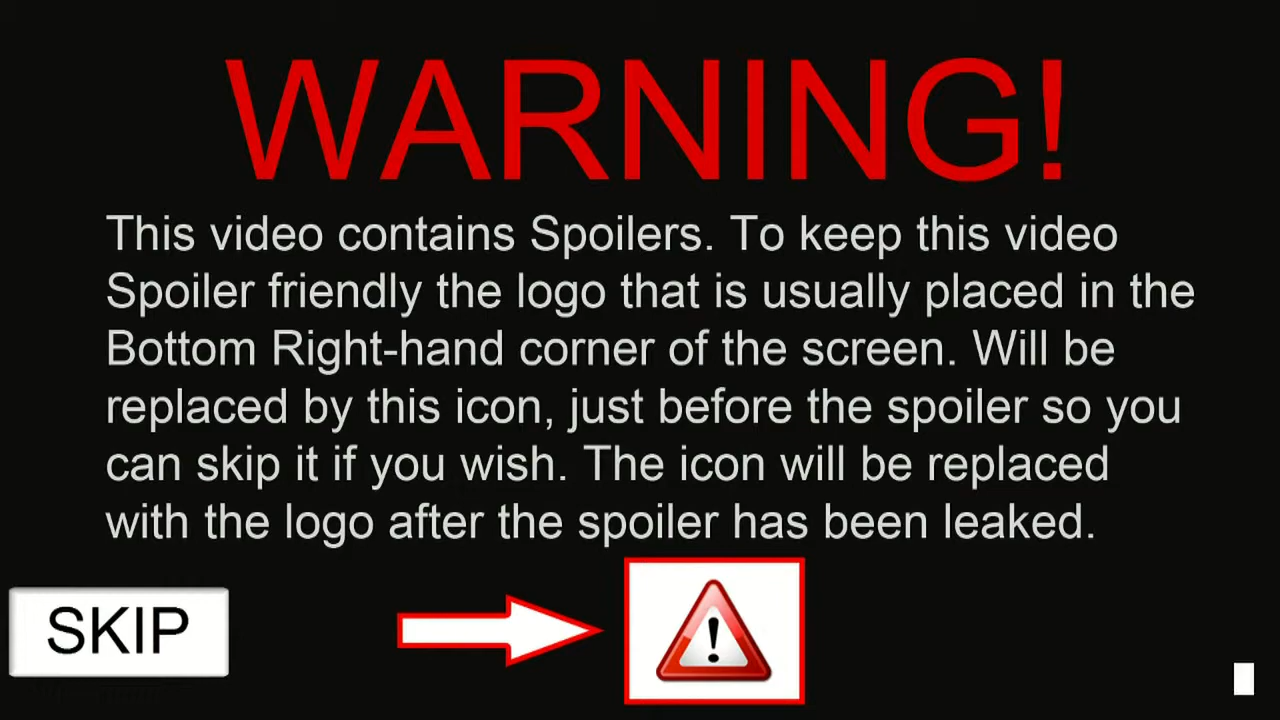 WARNING!
This video contains Spoilers. To keep this video
Spoiler friendly the logo that is usually placed in the
Bottom Right-hand corner of the screen. Will be
replaced by this icon, just before the spoiler so you
can skip it if you wish. The icon will be replaced
with the logo after the spoiler has been leaked.
SKIP
!